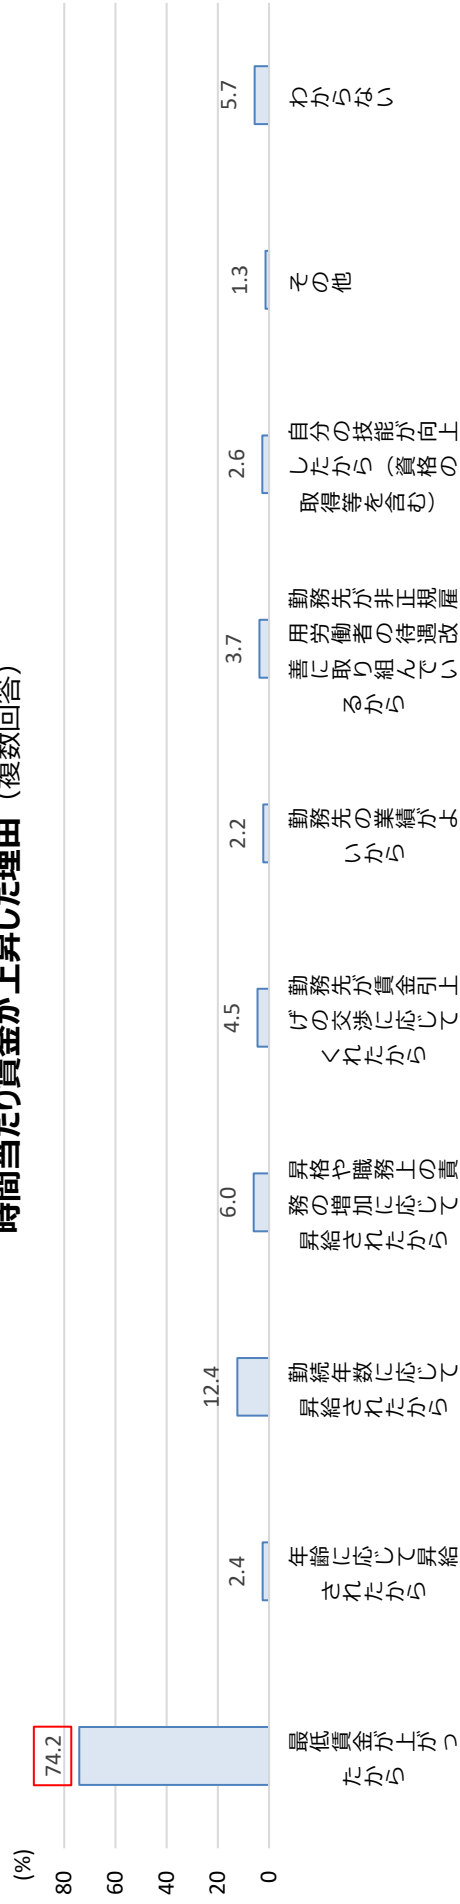 時間当たり賃金が上昇した理由（複数回答）
(%)
80
60
40
20
0
74.2
2.4
12.4
6.0
4.5
2.2
3.7
2.6
1.3
5.7
最低賃金が上がっ
たから
年齢に応じて昇給
されたから
勤続年数に応じて
昇給されたから
昇格や職務上の責
務の増加に応じて
昇給されたから
勤務先が賃金引上
げの交渉に応じて
くれたから
勤務先の業績がよ
いから
勤務先が非正規雇
用労働者の待遇改
善に取り組んでい
るから
自分の技能が向上
したから（資格の
取得等を含む）
その他
わからない